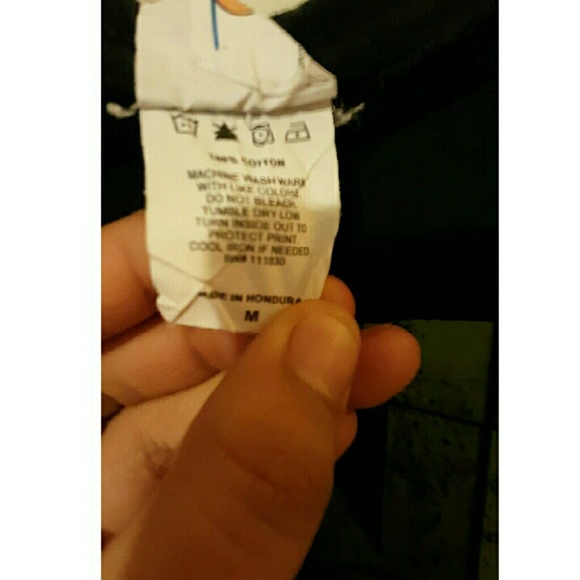 100% COTTON
MACHINE WASH WARM
WITH LIKE COLORS
DO NOT BLEACH
TUMBLE DRY LOW
TURN INSIDE OUT TO
PROTECT PRINT
COOL IRON IF NEEDED
111830
MADE IN HONDURA
M